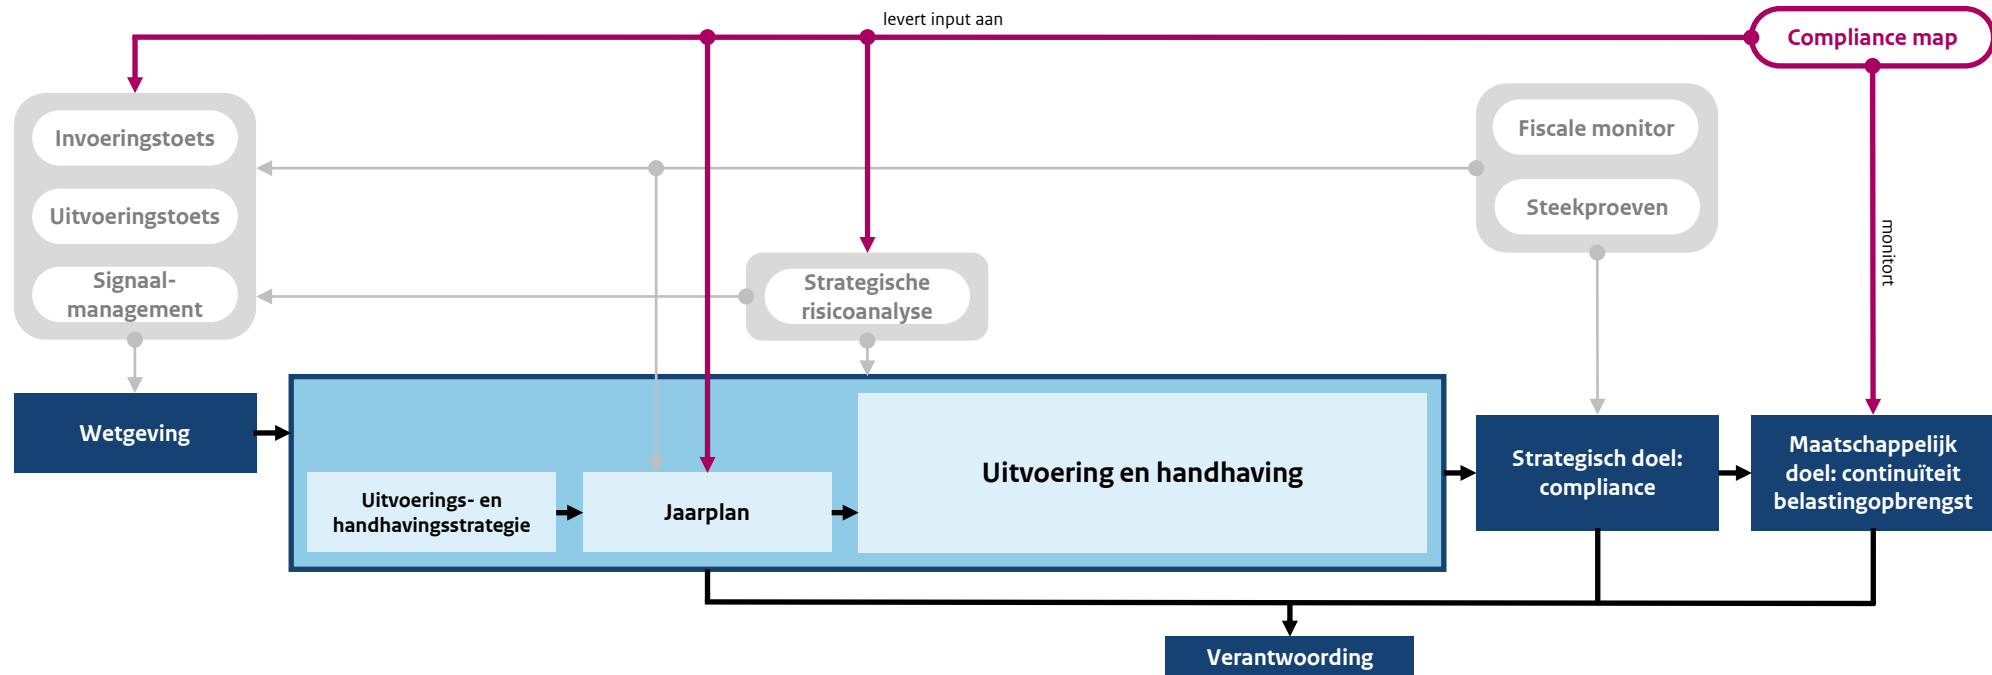 levert input aan
Compliance map
Invoeringstoets
Uitvoeringstoets
Signaal-
management
Fiscale monitor
Steekproeven
monitort
Strategische
risicoanalyse
Wetgeving
Uitvoerings- en
handhavingsstrategie
Jaarplan
Uitvoering en handhaving
Strategisch doel:
compliance
Maatschappelijk
doel: continuïteit
belastingopbrengst
Verantwoording